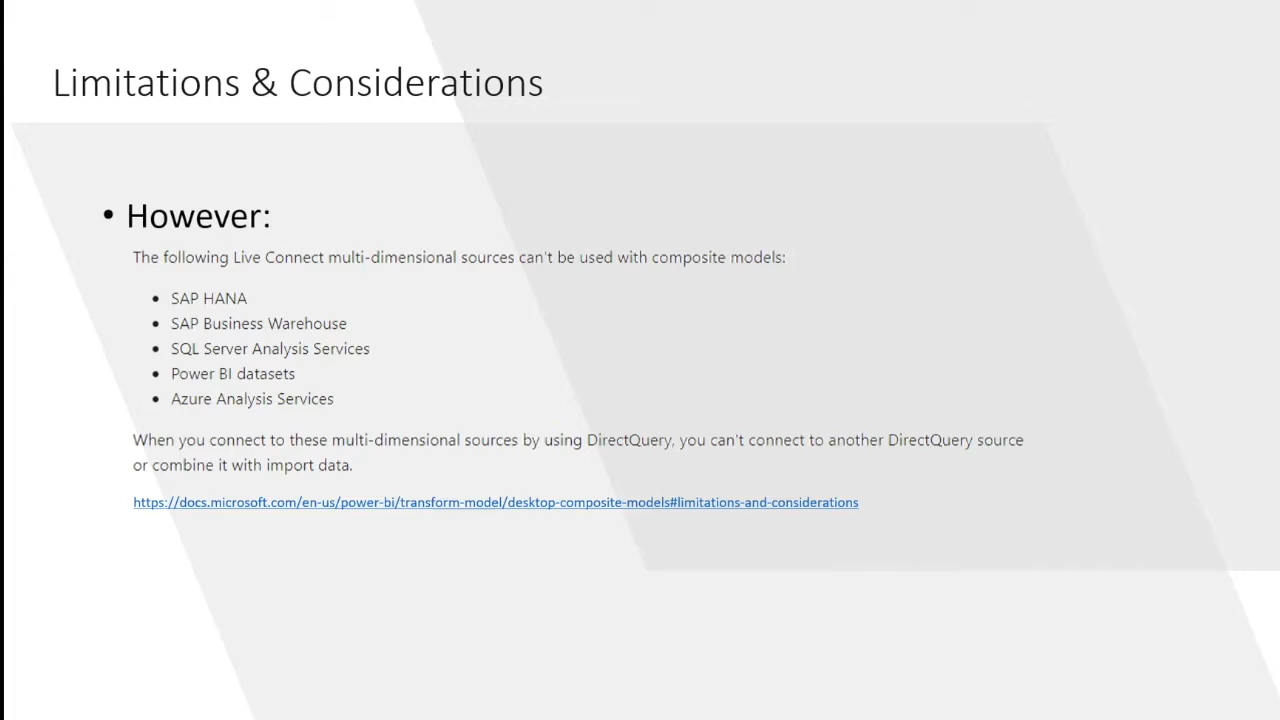 Limitations & Considerations
• However:
The following Live Connect multi-dimensional sources can't be used with composite models:
• SAP HANA
• SAP Business Warehouse
• SQL Server Analysis Services
• Power BI datasets
• Azure Analysis Services
When you connect to these multi-dimensional sources by using DirectQuery, you can't connect to another DirectQuery source
or combine it with import data.
https://docs.microsoft.com/en-us/power-bi/transform-model/desktop-composite-models#limitations-and-considerations